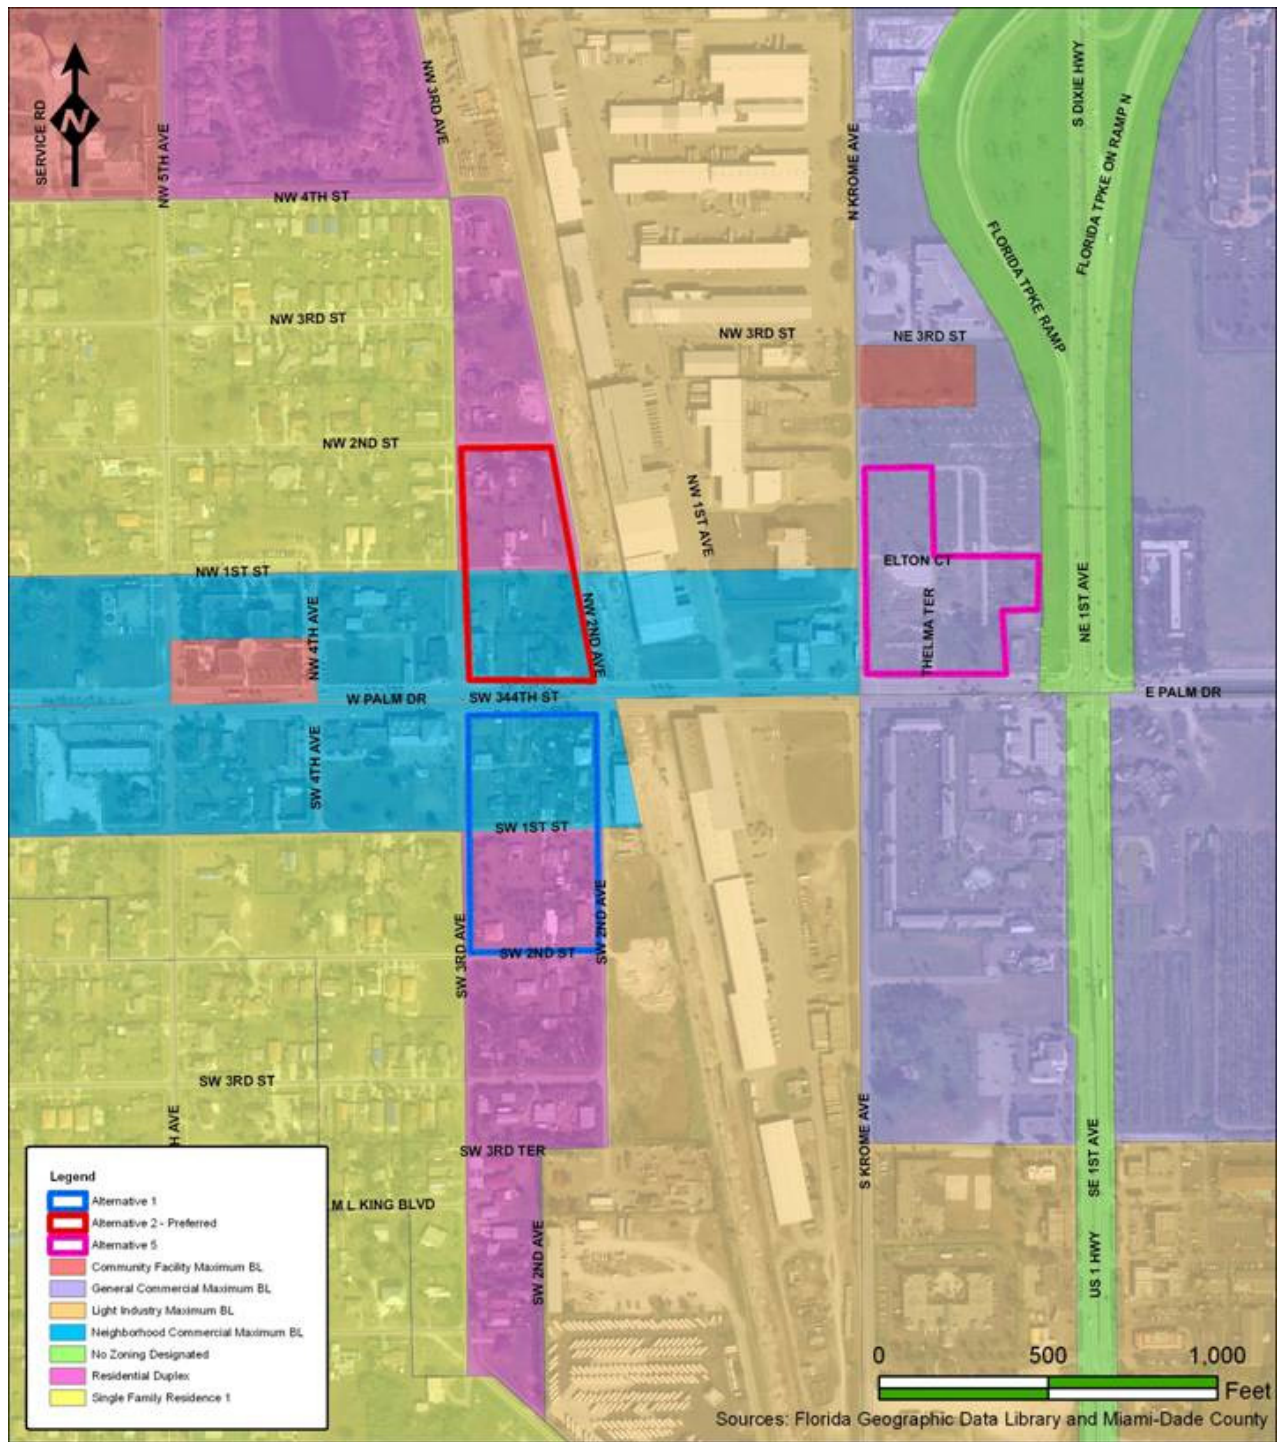 S DIXIE HWY
FLORIDA TPKE ON RAMP N
NW 3RD AVE
SERVICE RD
N
NW 5TH AVE
N KROME AVE
NW 4TH ST
FLORIDA TPKE RAMP
NW 3RD ST
NW 3RD ST
NE 3RD ST
NW 2ND ST
NW 1ST AVE
ELTON CT
NW 1ST ST
NW 4TH AVE
NW 2ND AVE
THELMA TER
NE 1ST AVE
W PALM DR
SW 344TH ST
E PALM DR
SW 4TH AVE
SW 1ST ST
SW 3RD AVE
SW 2ND AVE
SW 2ND ST
SW 3RD ST
H AVE
S KROME AVE
SE 1ST AVE
SW 3RD TER
M L KING BLVD
SW 2ND AVE
US 1 HWY
Legend
Alternative 1
Alternative 2 - Preferred
Alternative 5
Community Facility Maximum BL
General Commercial Maximum BL
Light Industry Maximum BL
Neighborhood Commercial Maximum BL
No Zoning Designated
Residential Duplex
Single Family Residence 1
0 500 1,000
Feet
Sources: Florida Geographic Data Library and Miami-Dade County